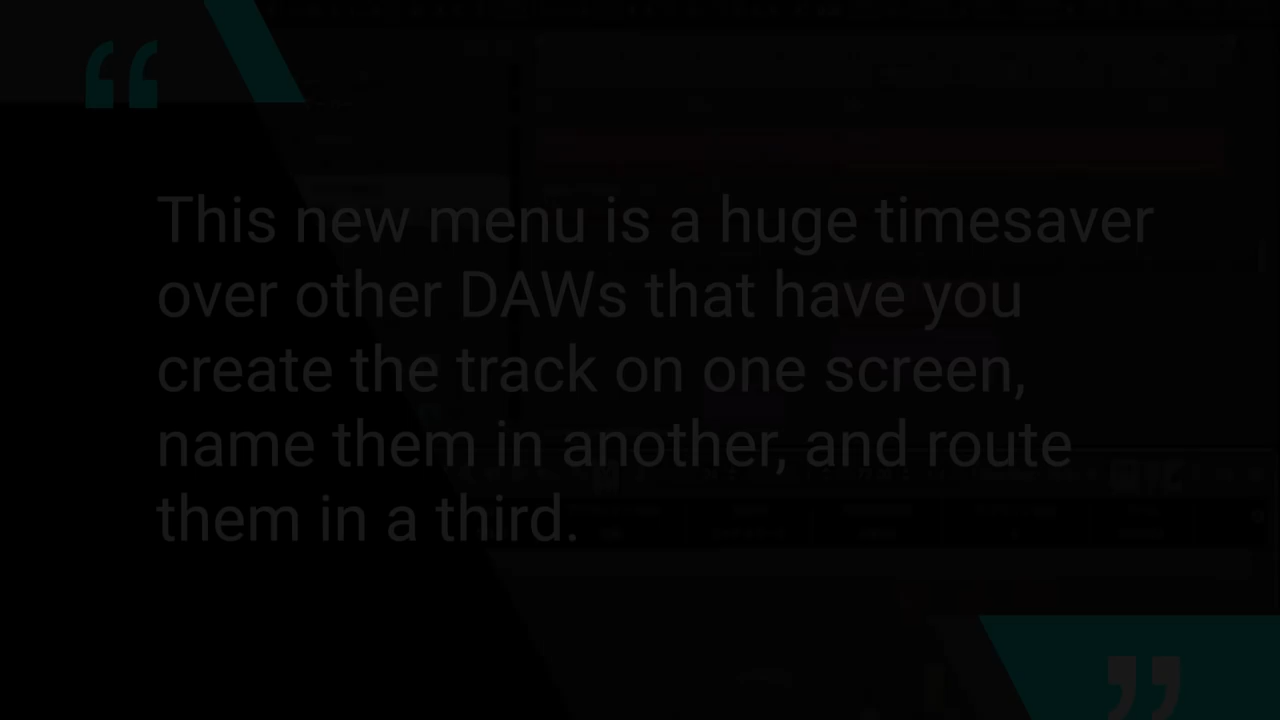 “
This new menu is a huge timesaver
over other DAWs that have you
create the track on one screen,
name them in another, and route
them in a third.
”